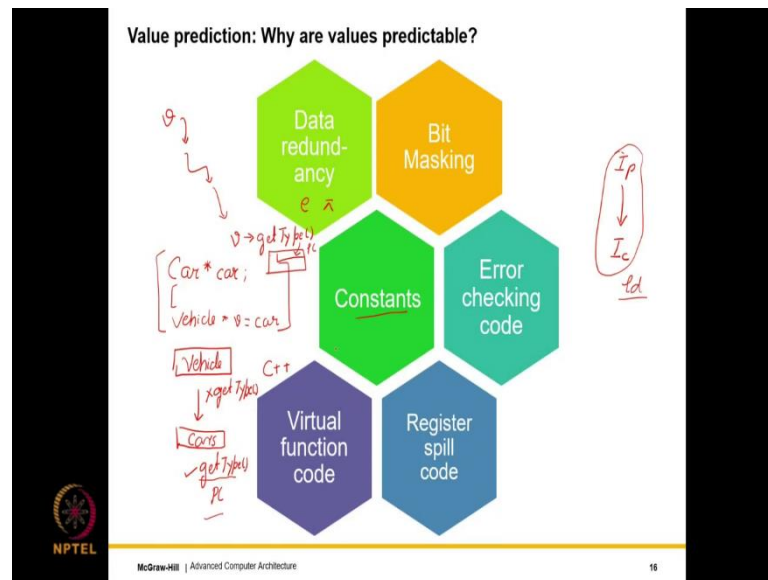 Value prediction: Why are values predictable?
Data
redund-
ancy
e π
Bit
Masking
Constants
Error
checking
code
Virtual
function
code
Register
spill
code
v
v → getType()
PC
Car* car;
[
Vehicle * v = car
Vehicle
C++
x getType()
Cars
✓ getType()
PC
Ip
Ic
ld
NPTEL
McGraw-Hill | Advanced Computer Architecture
16